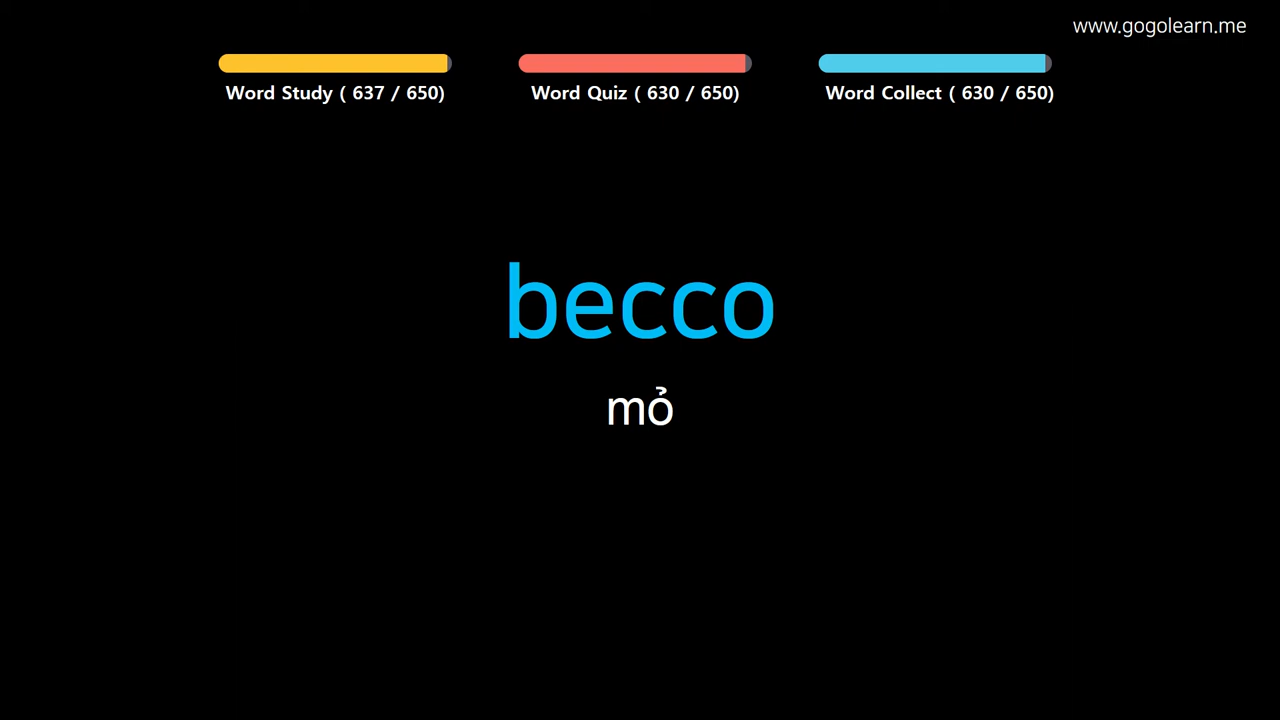 www.gogolearn.me
Word Study ( 637 / 650)
Word Quiz ( 630 / 650)
Word Collect ( 630 / 650)
becco
mỏ